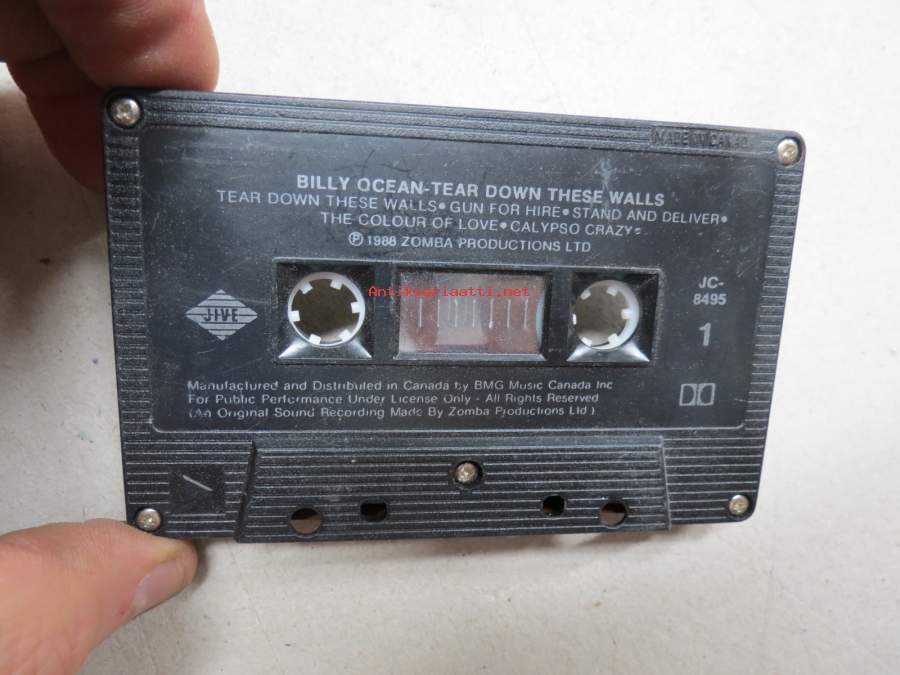 MADE IN CANADA
BILLY OCEAN-TEAR DOWN THESE WALLS
TEAR DOWN THESE WALLS• GUN FOR HIRE• STAND AND DELIVER•
THE COLOUR OF LOVE• CALYPSO CRAZY•
℗ 1988 ZOMBA PRODUCTIONS LTD
Antikvariaatti.net
JIVE
JC-
8495
1
Manufactured and Distributed in Canada by BMG Music Canada Inc
For Public Performance Under License Only - All Rights Reserved
(An Original Sound Recording Made By Zomba Productions Ltd )